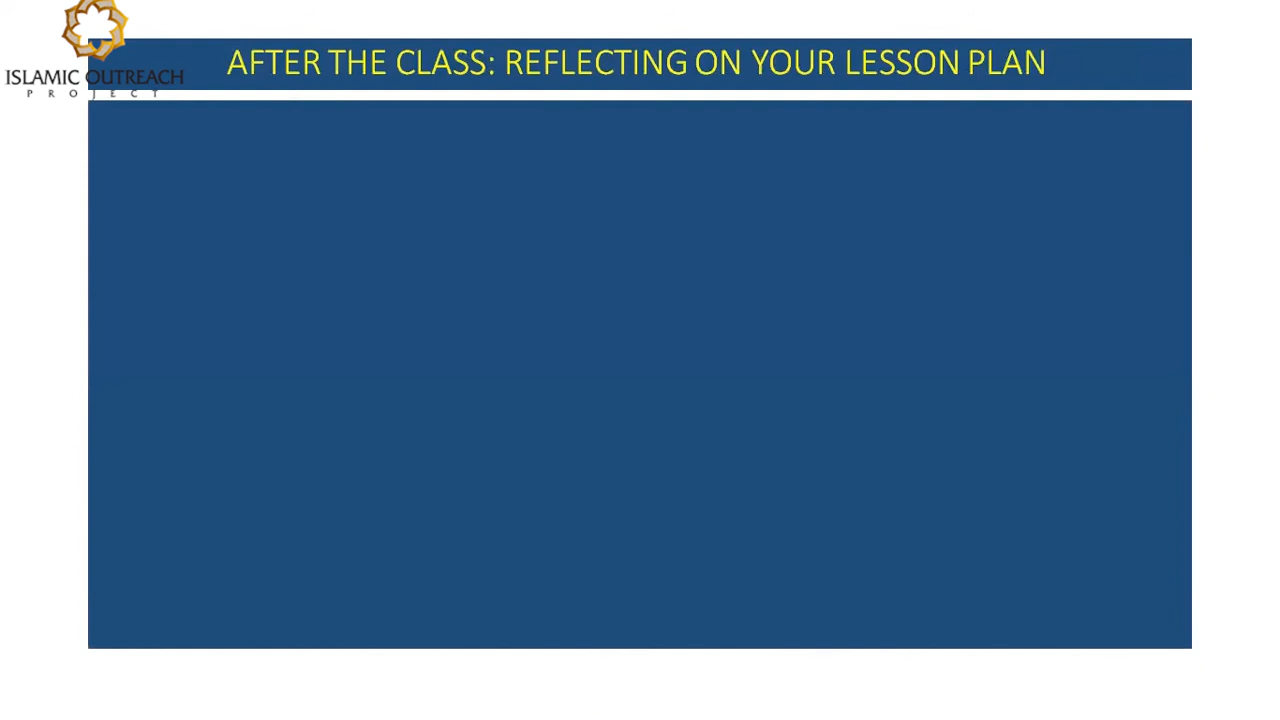 ISLAMIC OUTREACH
PROJECT
AFTER THE CLASS: REFLECTING ON YOUR LESSON PLAN